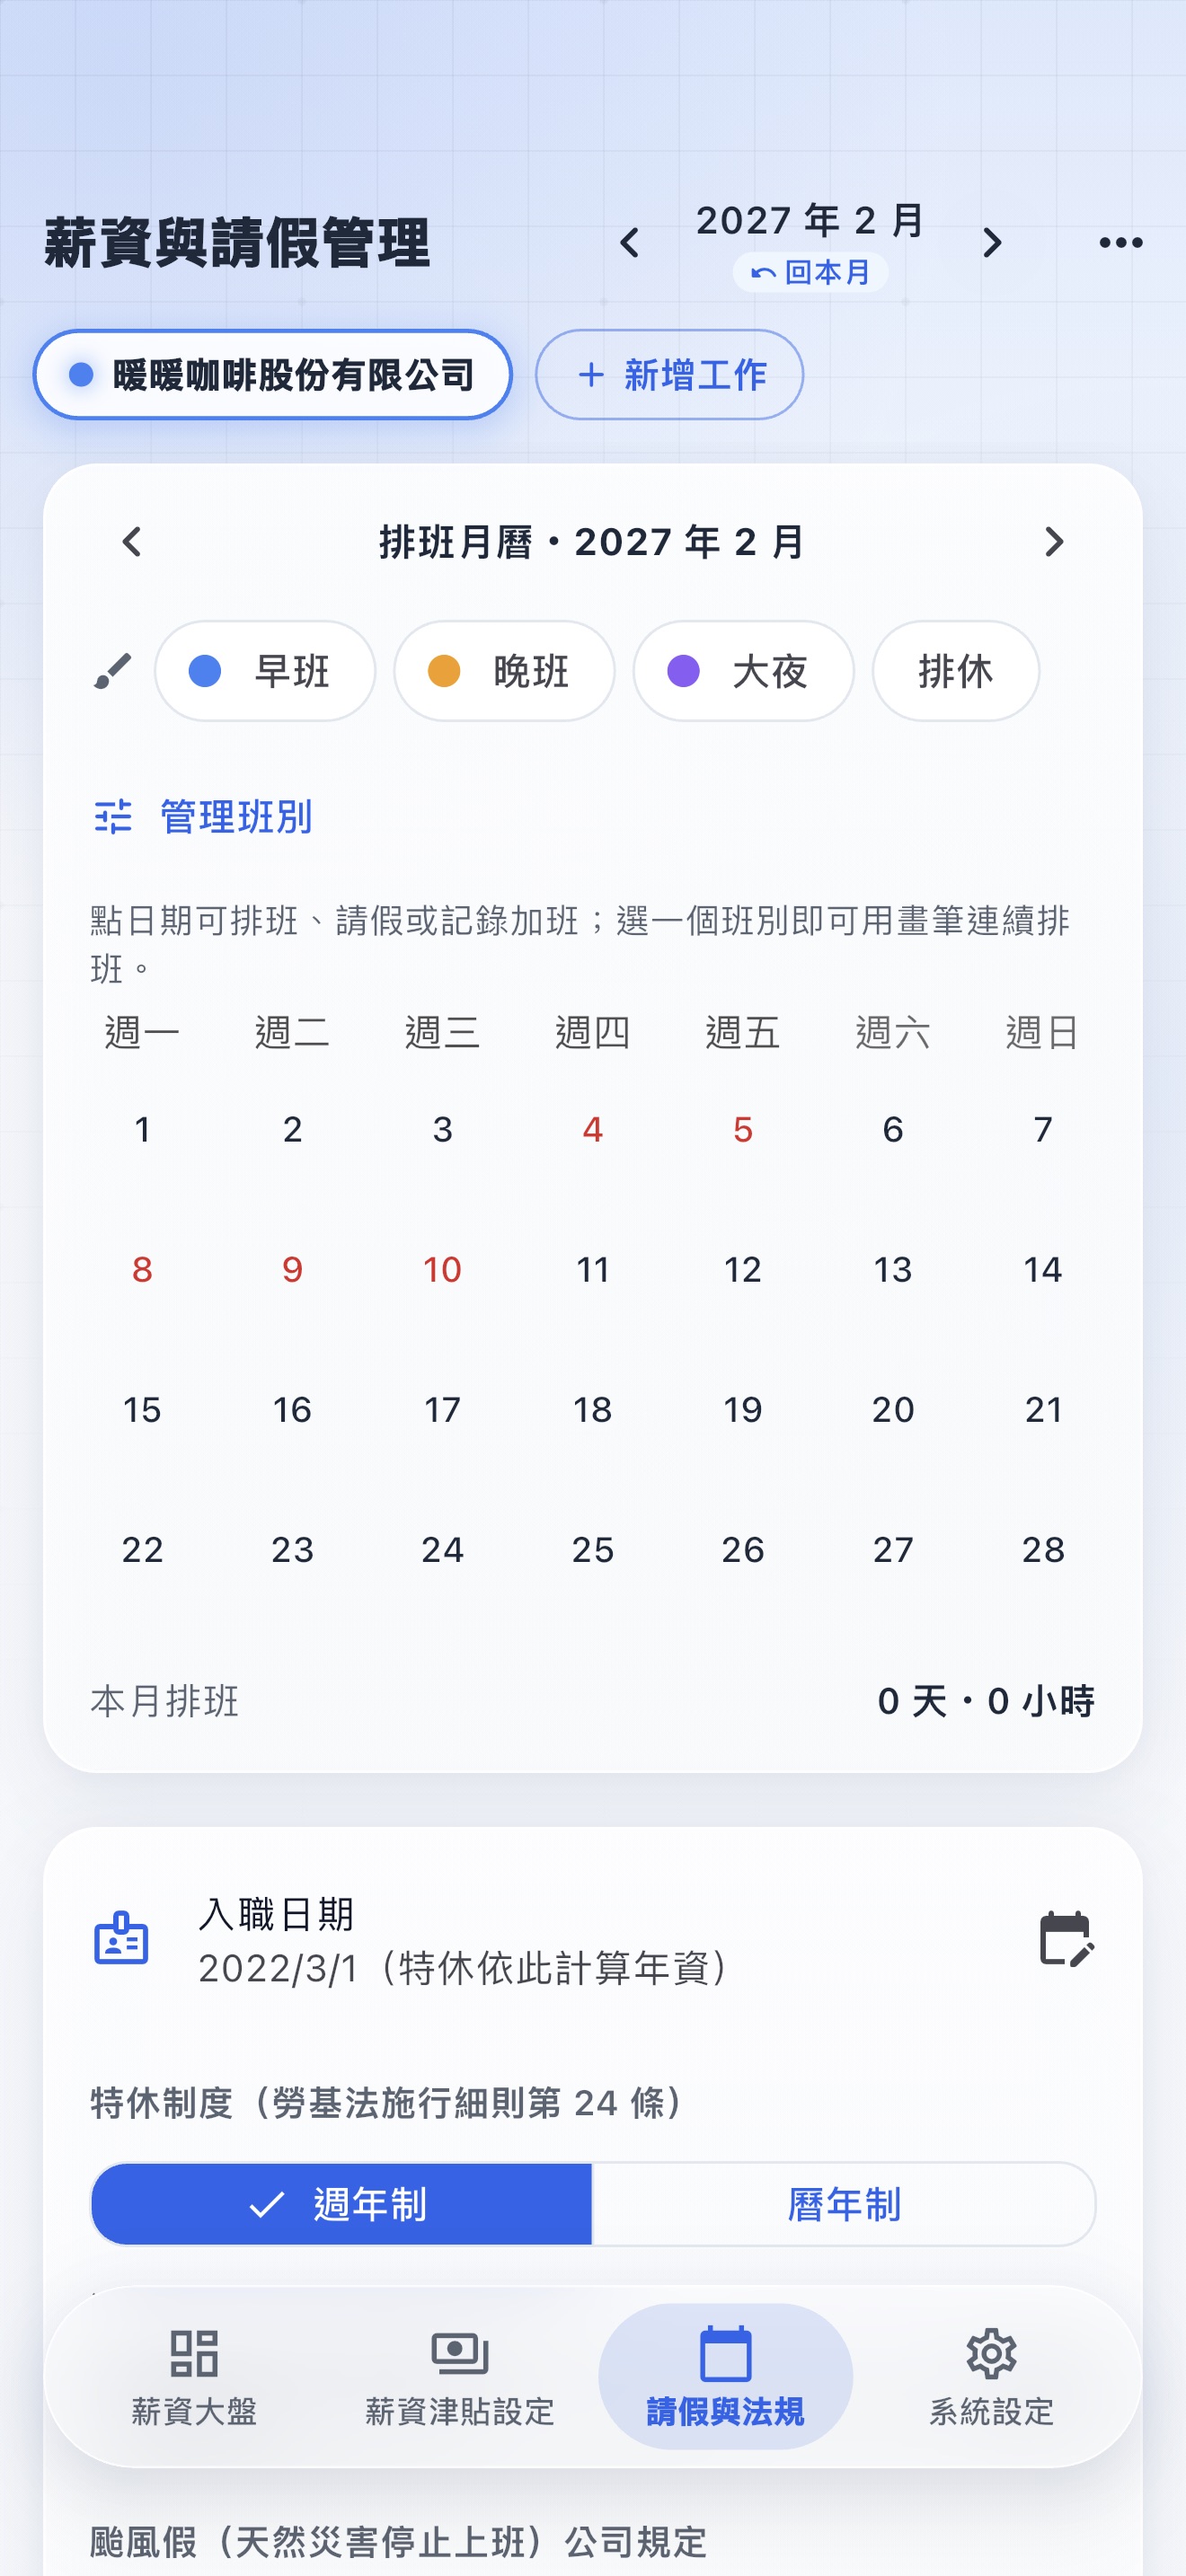 薪資與請假管理
2027 年 2 月
回本月
暖暖咖啡股份有限公司
+ 新增工作
排班月曆・2027 年 2 月
早班 晚班 大夜 排休
管理班別
點日期可排班、請假或記錄加班；選一個班別即可用畫筆連續排
班。
週一 週二 週三 週四 週五 週六 週日
1 2 3 4 5 6 7
8 9 10 11 12 13 14
15 16 17 18 19 20 21
22 23 24 25 26 27 28
本月排班 0 天・0 小時
入職日期
2022/3/1（特休依此計算年資）
特休制度（勞基法施行細則第 24 條）
週年制 曆年制
薪資大盤 薪資津貼設定 請假與法規 系統設定
颱風假（天然災害停止上班）公司規定